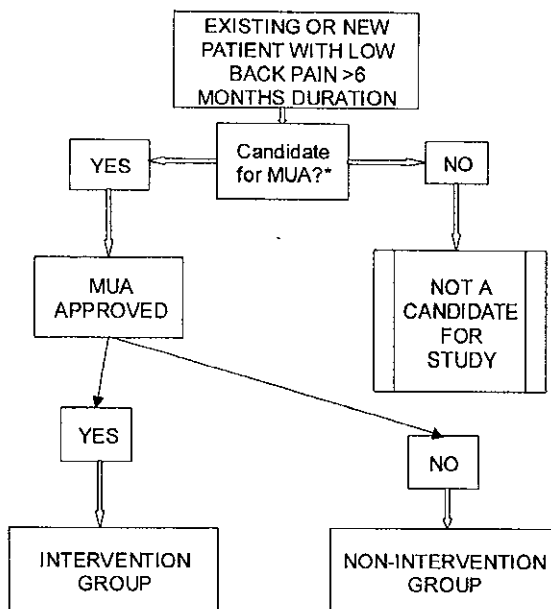 EXISTING OR NEW
PATIENT WITH LOW
BACK PAIN >6
MONTHS DURATION
YES
Candidate
for MUA?*
NO
MUA
APPROVED
NOT A
CANDIDATE
FOR
STUDY
YES
NO
INTERVENTION
GROUP
NON-INTERVENTION
GROUP